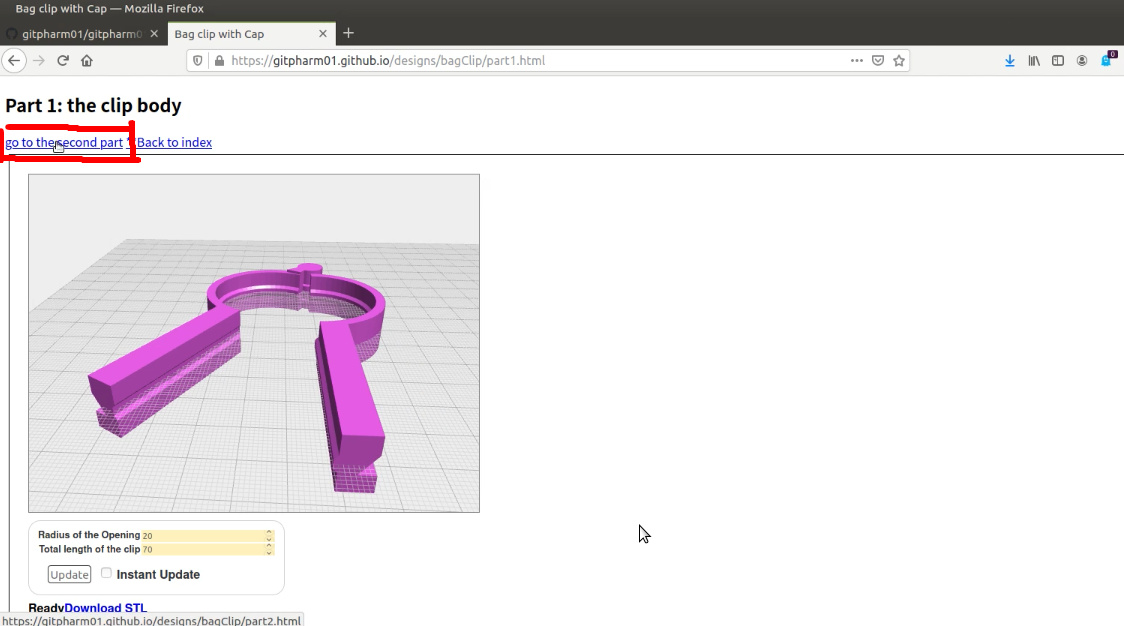 Bag clip with Cap — Mozilla Firefox
gitpharm01/gitpharm0
Bag clip with Cap
https://gitpharm01.github.io/designs/bagClip/part1.html
0
Part 1: the clip body
go to the second part
Back to index
Radius of the Opening 20
Total length of the clip 70
Update Instant Update
ReadyDownload STL
https://gitpharm01.github.io/designs/bagClip/part2.html